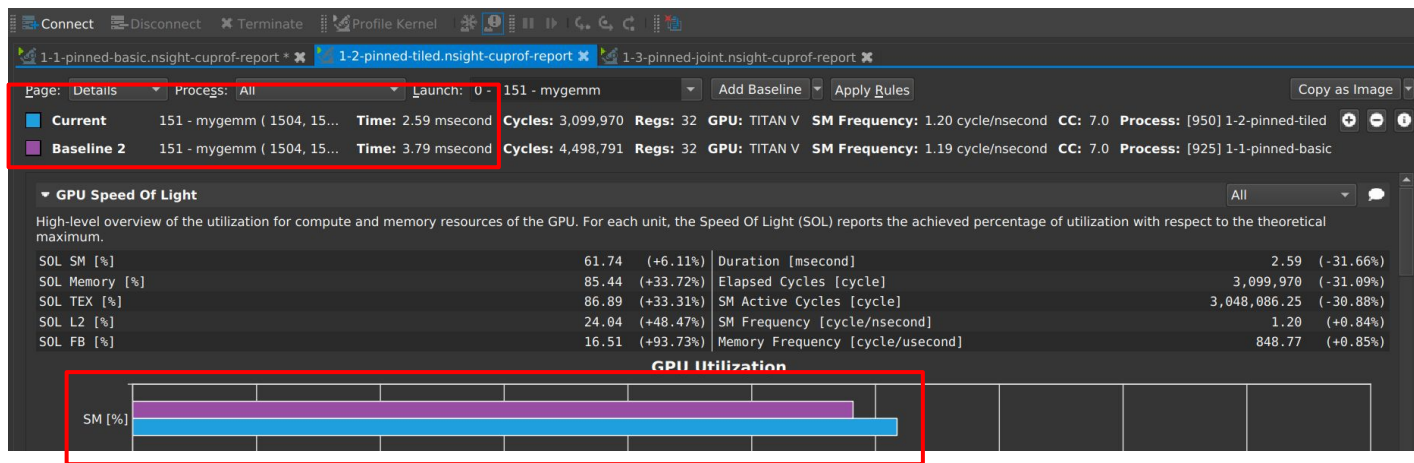 Connect Disconnect Terminate Profile Kernel
1-1-pinned-basic.nsight-cuprof-report * 1-2-pinned-tiled.nsight-cuprof-report 1-3-pinned-joint.nsight-cuprof-report
Page: Details Process: All Launch: 0 - 151 - mygemm Add Baseline Apply Rules Copy as Image
Current 151 - mygemm ( 1504, 15... Time: 2.59 msecond Cycles: 3,099,970 Regs: 32 GPU: TITAN V SM Frequency: 1.20 cycle/nsecond CC: 7.0 Process: [950] 1-2-pinned-tiled
Baseline 2 151 - mygemm ( 1504, 15... Time: 3.79 msecond Cycles: 4,498,791 Regs: 32 GPU: TITAN V SM Frequency: 1.19 cycle/nsecond CC: 7.0 Process: [925] 1-1-pinned-basic
GPU Speed Of Light All
High-level overview of the utilization for compute and memory resources of the GPU. For each unit, the Speed Of Light (SOL) reports the achieved percentage of utilization with respect to the theoretical
maximum.
SOL SM [%] 61.74 (+6.11%) Duration [msecond] 2.59 (-31.66%)
SOL Memory [%] 85.44 (+33.72%) Elapsed Cycles [cycle] 3,099,970 (-31.09%)
SOL TEX [%] 86.89 (+33.31%) SM Active Cycles [cycle] 3,048,086.25 (-30.88%)
SOL L2 [%] 24.04 (+48.47%) SM Frequency [cycle/nsecond] 1.20 (+0.84%)
SOL FB [%] 16.51 (+93.73%) Memory Frequency [cycle/usecond] 848.77 (+0.85%)
GPU Utilization
SM [%]